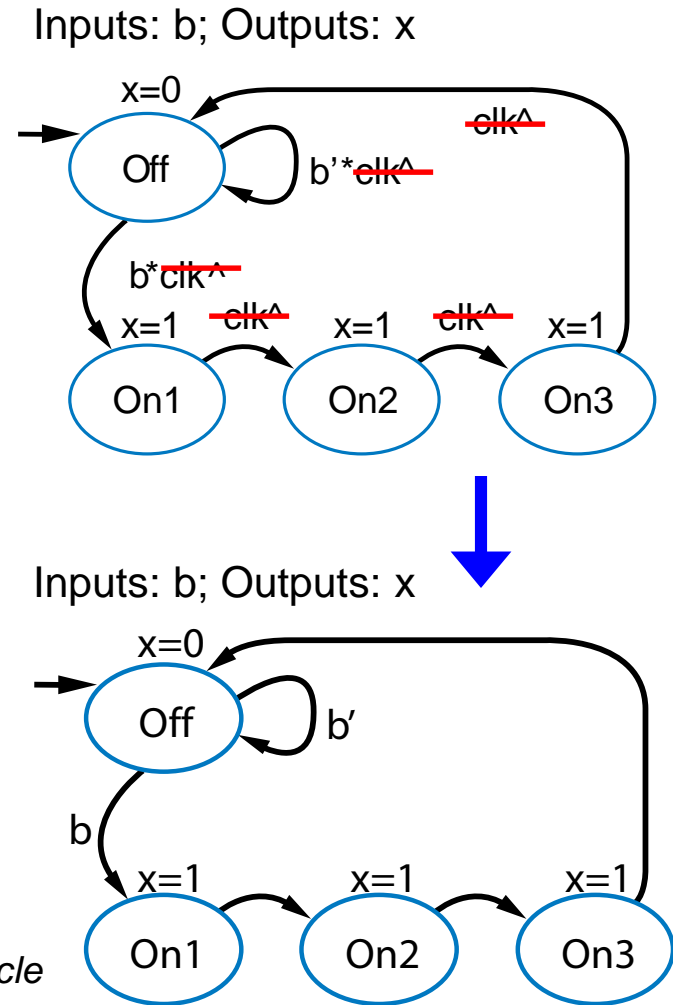 Inputs: b; Outputs: x
x=0
clk^
Off
b'*clk^
b*clk^
x=1
clk^
x=1
clk^
x=1
On1
On2
On3
Inputs: b; Outputs: x
x=0
Off
b'
b
x=1
x=1
x=1
On1
On2
On3
cle